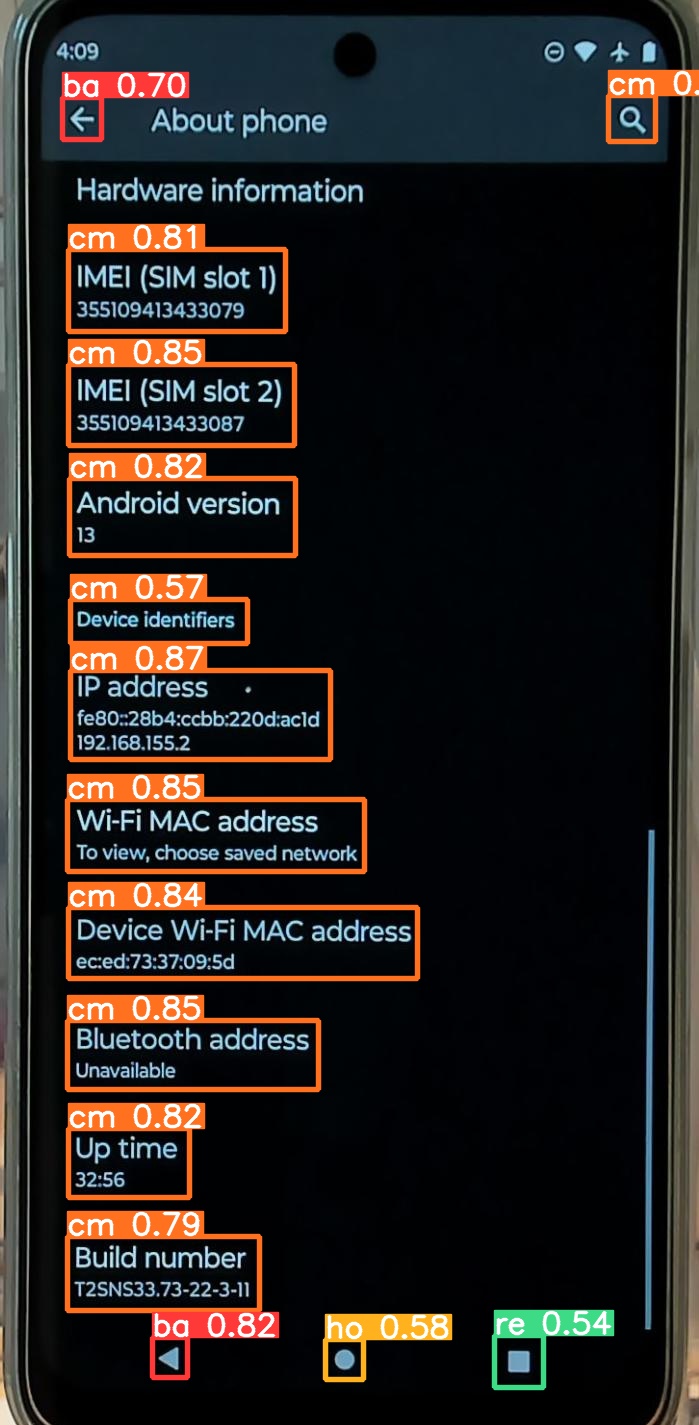 4:09
ba 0.70
cm 0.
About phone
Hardware information
cm 0.81
IMEI (SIM slot 1)
355109413433079
cm 0.85
IMEI (SIM slot 2)
355109413433087
cm 0.82
Android version
13
cm 0.57
Device identifiers
cm 0.87
IP address
fe80::28b4:ccbb:220d:ac1d
192.168.155.2
cm 0.85
Wi-Fi MAC address
To view, choose saved network
cm 0.84
Device Wi-Fi MAC address
ec:ed:73:37:09:5d
cm 0.85
Bluetooth address
Unavailable
cm 0.82
Up time
32:56
cm 0.79
Build number
T2SNS33.73-22-3-11
ba 0.82
ho 0.58
re 0.54